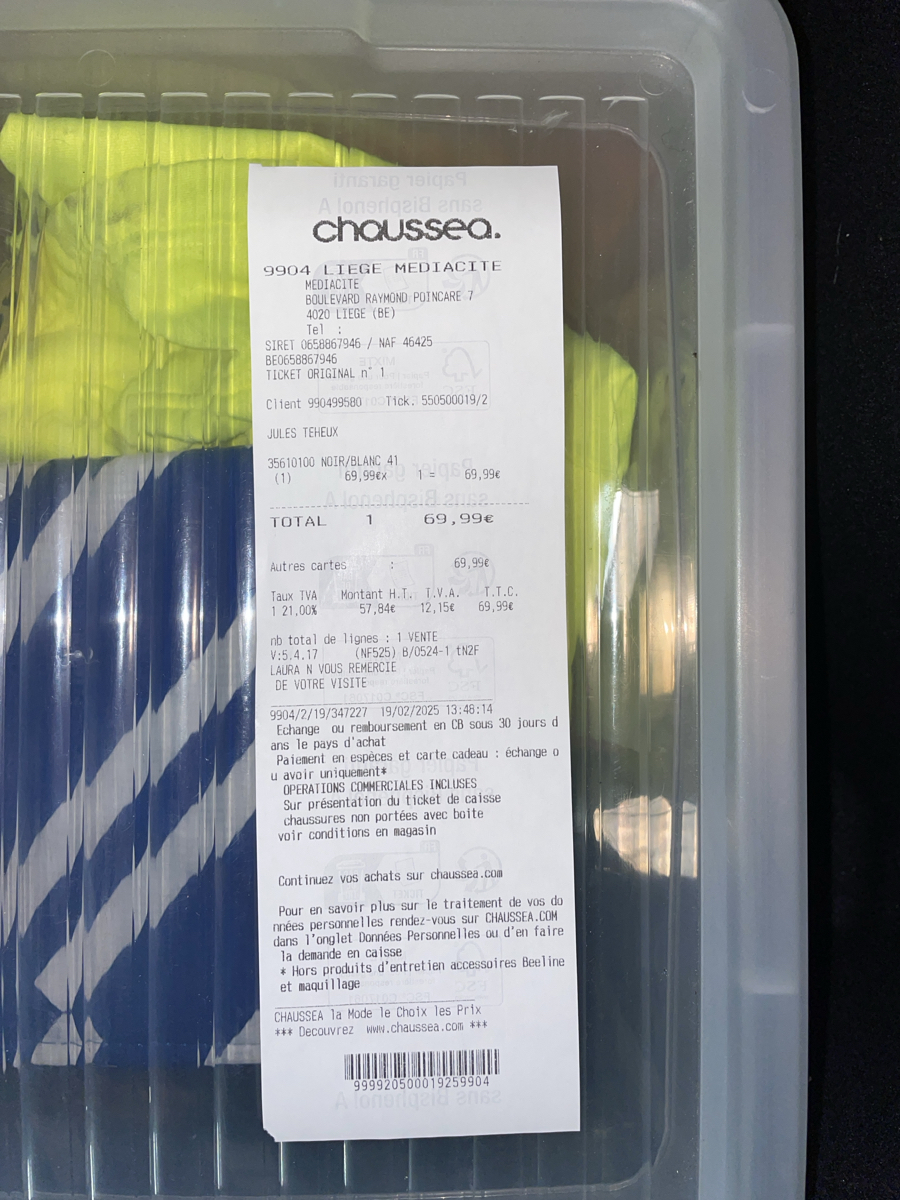 chaussea.
9904 LIEGE MEDIACITE
MEDIACITE
BOULEVARD RAYMOND POINCARE 7
4020 LIEGE (BE)
Tel :
SIRET 0658867946 / NAF 46425
BE0658867946
TICKET ORIGINAL n° 1
Client 990499580 Tick. 550500019/2
JULES TEHEUX
35610100 NOIR/BLANC 41
(1) 69,99€x 1 = 69,99€
TOTAL 1 69,99€
Autres cartes : 69,99€
Taux TVA Montant H.T. T.V.A. T.T.C.
1 21,00% 57,84€ 12,15€ 69,99€
nb total de lignes : 1 VENTE
V:5.4.17 (NF525) B/0524-1 tN2F
LAURA N VOUS REMERCIE
DE VOTRE VISITE
9904/2/19/347227 19/02/2025 13:48:14
Echange ou remboursement en CB sous 30 jours d
ans le pays d'achat
Paiement en espèces et carte cadeau : échange o
u avoir uniquement*
OPERATIONS COMMERCIALES INCLUSES
Sur présentation du ticket de caisse
chaussures non portées avec boite
voir conditions en magasin
Continuez vos achats sur chaussea.com
Pour en savoir plus sur le traitement de vos do
nnées personnelles rendez-vous sur CHAUSSEA.COM
dans l'onglet Données Personnelles ou d'en faire
la demande en caisse
* Hors produits d'entretien accessoires Beeline
et maquillage
CHAUSSEA la Mode le Choix les Prix
*** Decouvrez www.chaussea.com ***
999920500019259904